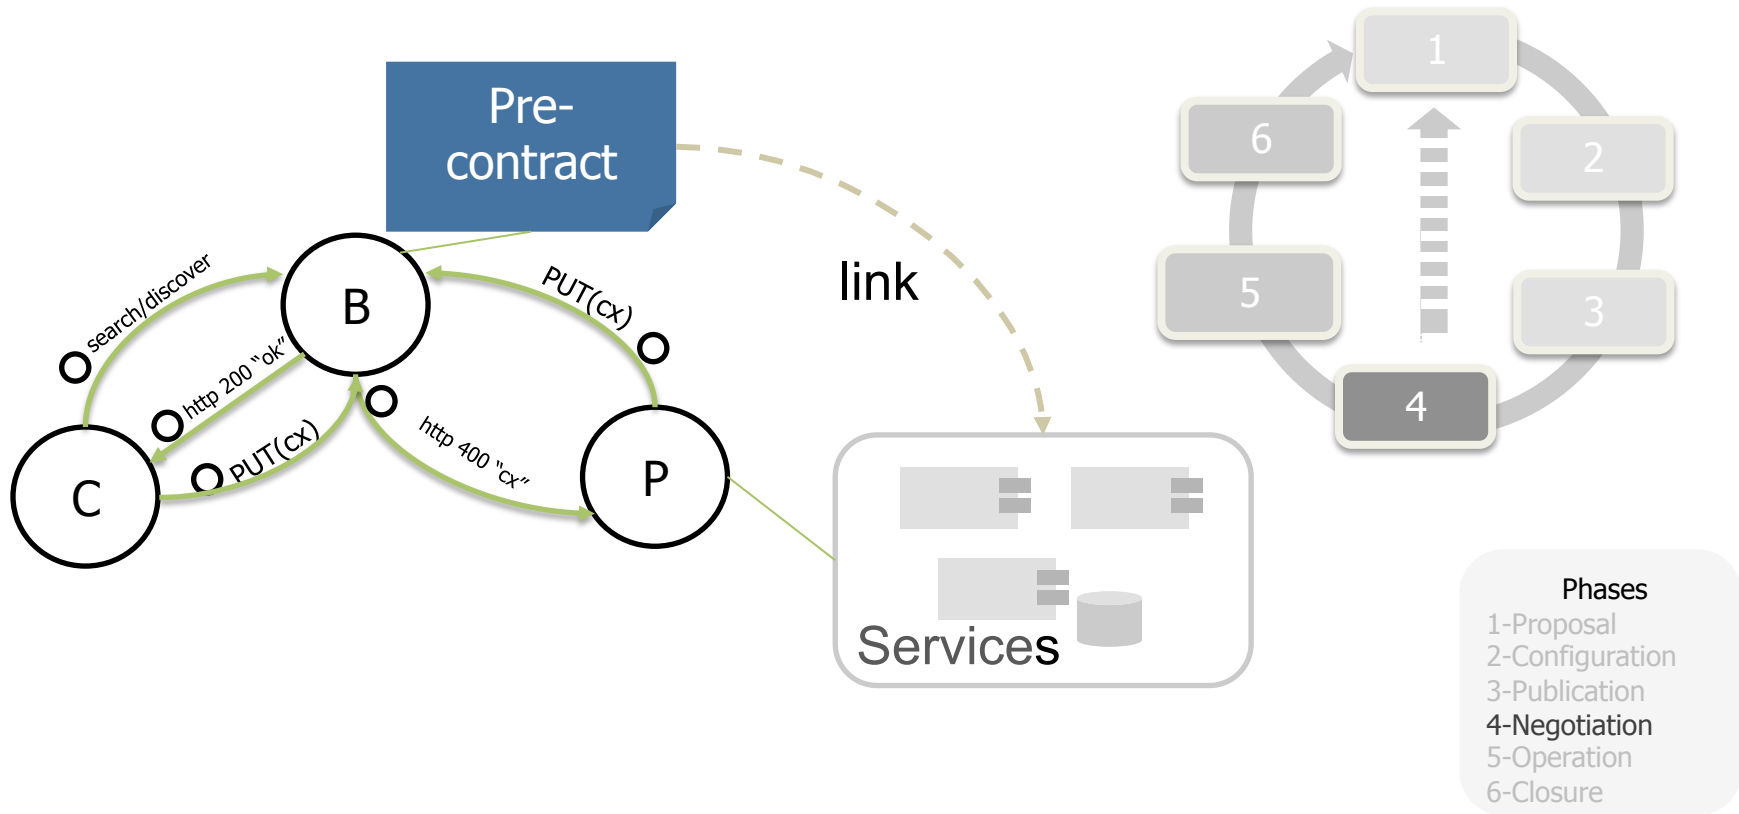 Pre-
contract
search/discover
B
PUT(cx)
http 200 “ok”
http 400 “cx”
PUT(cx)
C
P
link
Services
1
2
3
4
5
6
Phases
1-Proposal
2-Configuration
3-Publication
4-Negotiation
5-Operation
6-Closure